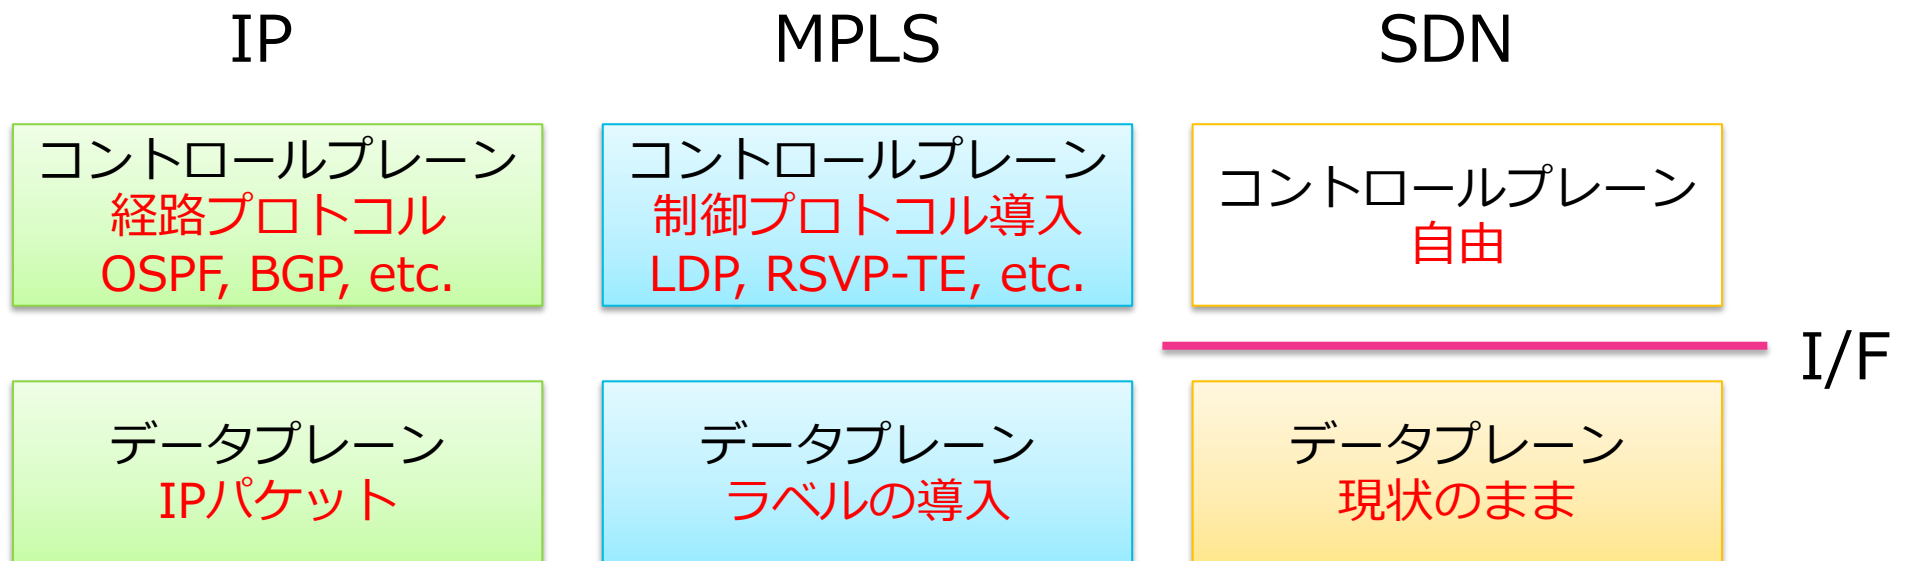 IP
MPLS
SDN
コントロールプレーン
経路プロトコル
OSPF, BGP, etc.
コントロールプレーン
制御プロトコル導入
LDP, RSVP-TE, etc.
コントロールプレーン
自由
I/F
データプレーン
IPパケット
データプレーン
ラベルの導入
データプレーン
現状のまま